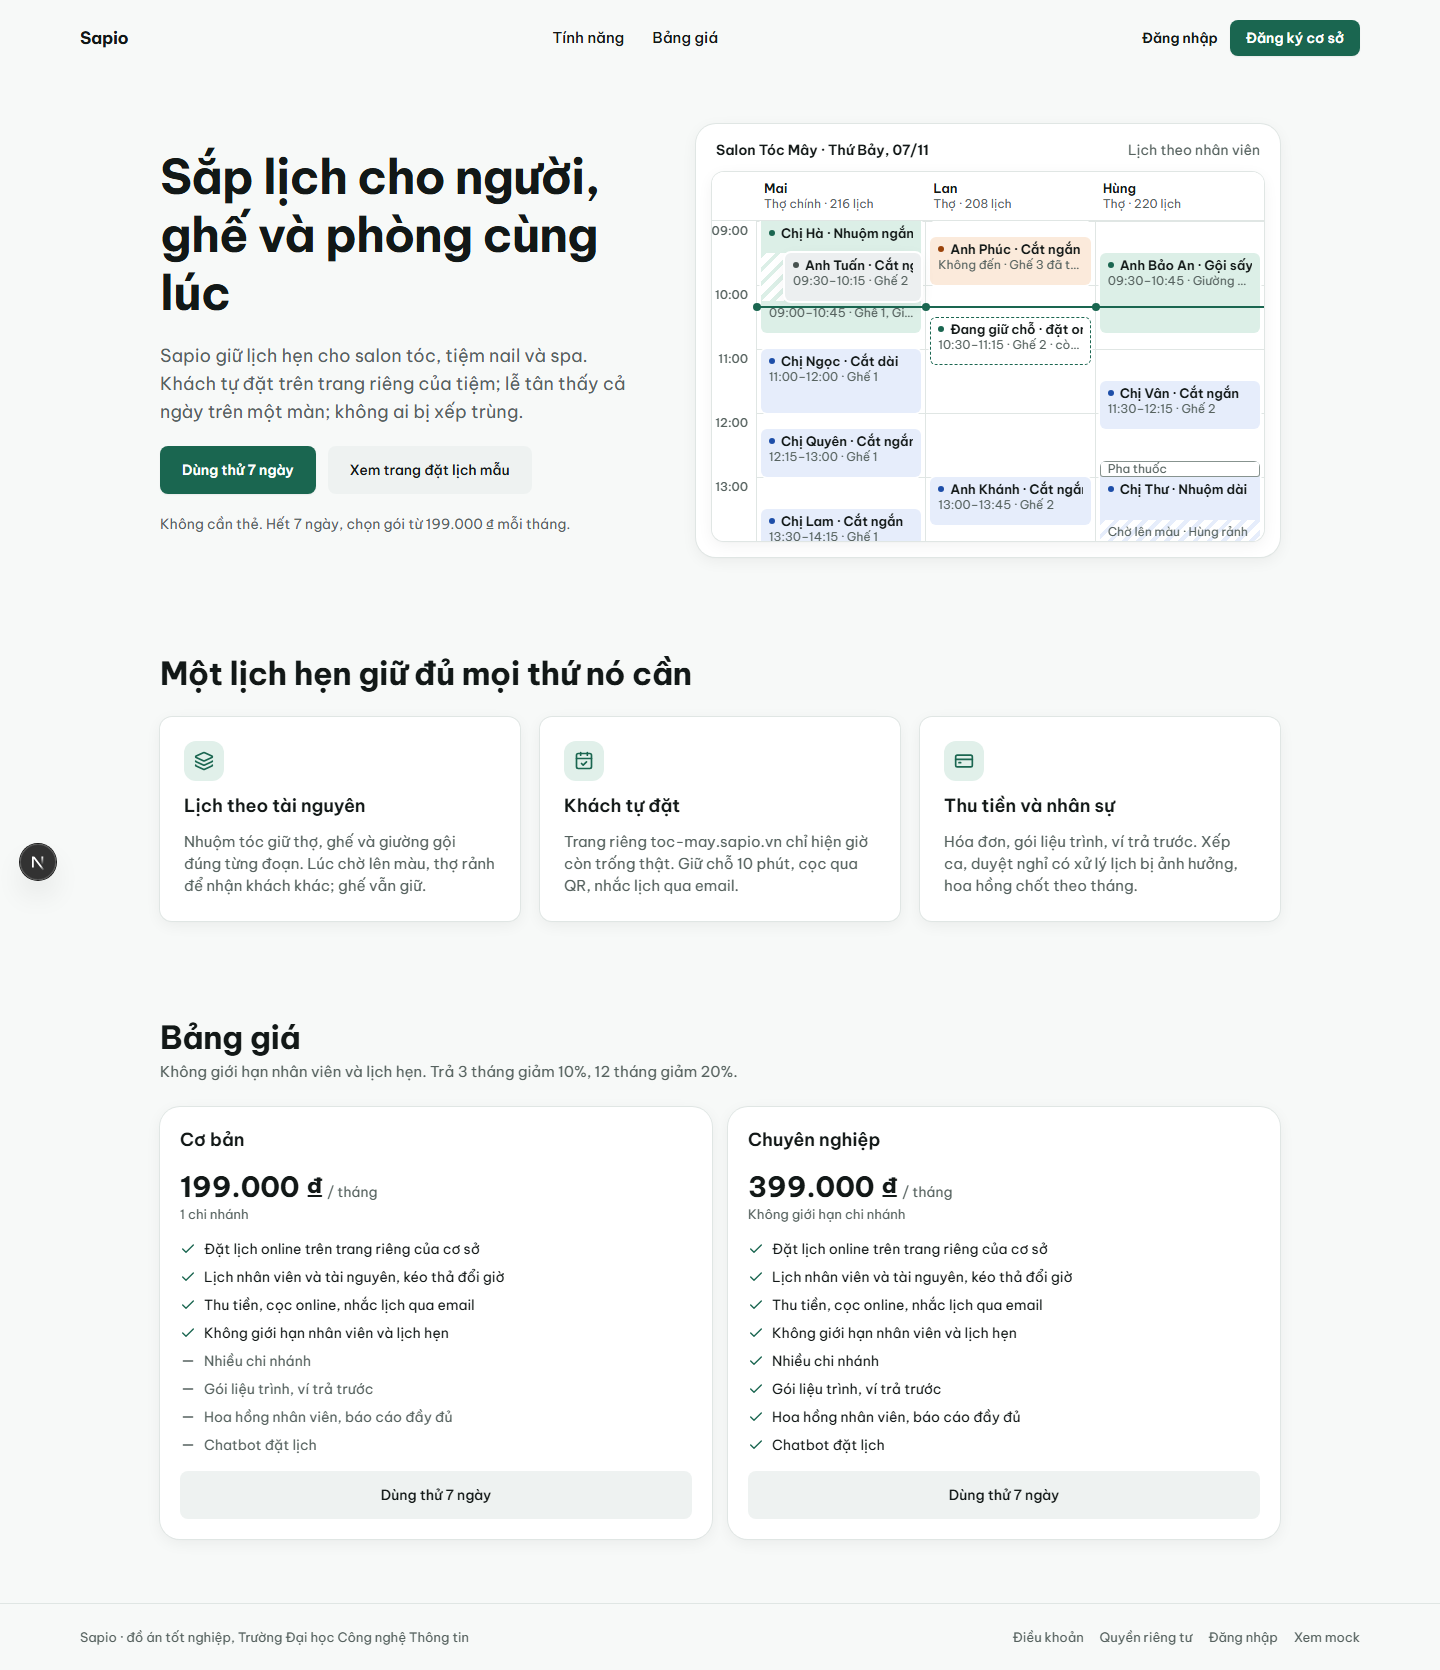 Sapio
Tính năng
Bảng giá
Đăng nhập
Đăng ký cơ sở
Sắp lịch cho người,
ghế và phòng cùng
lúc
Sapio giữ lịch hẹn cho salon tóc, tiệm nail và spa.
Khách tự đặt trên trang riêng của tiệm; lễ tân thấy cả
ngày trên một màn; không ai bị xếp trùng.
Dùng thử 7 ngày
Xem trang đặt lịch mẫu
Không cần thẻ. Hết 7 ngày, chọn gói từ 199.000 ₫ mỗi tháng.
Salon Tóc Mây · Thứ Bảy, 07/11
Lịch theo nhân viên
Mai
Thợ chính · 216 lịch
Lan
Thợ · 208 lịch
Hùng
Thợ · 220 lịch
09:00
10:00
11:00
12:00
13:00
Chị Hà · Nhuộm ngắn
Anh Tuấn · Cắt ng
09:30–10:15 · Ghế 2
09:00–10:45 · Ghế 1, Gi...
Chị Ngọc · Cắt dài
11:00–12:00 · Ghế 1
Chị Quyên · Cắt ngắn
12:15–13:00 · Ghế 1
Chị Lam · Cắt ngắn
13:30–14:15 · Ghế 1
Anh Phúc · Cắt ngắn
Không đến · Ghế 3 đã t...
Đang giữ chỗ · đặt on
10:30–11:15 · Ghế 2 · cò...
Anh Khánh · Cắt ngắn
13:00–13:45 · Ghế 2
Anh Bảo An · Gội sấy
09:30–10:45 · Giường ...
Chị Vân · Cắt ngắn
11:30–12:15 · Ghế 2
Pha thuốc
Chị Thư · Nhuộm dài
Chờ lên màu · Hùng rảnh
Một lịch hẹn giữ đủ mọi thứ nó cần
Lịch theo tài nguyên
Nhuộm tóc giữ thợ, ghế và giường gội
đúng từng đoạn. Lúc chờ lên màu, thợ rảnh
để nhận khách khác; ghế vẫn giữ.
Khách tự đặt
Trang riêng toc-may.sapio.vn chỉ hiện giờ
còn trống thật. Giữ chỗ 10 phút, cọc qua
QR, nhắc lịch qua email.
Thu tiền và nhân sự
Hóa đơn, gói liệu trình, ví trả trước. Xếp
ca, duyệt nghỉ có xử lý lịch bị ảnh hưởng,
hoa hồng chốt theo tháng.
N
Bảng giá
Không giới hạn nhân viên và lịch hẹn. Trả 3 tháng giảm 10%, 12 tháng giảm 20%.
Cơ bản
199.000 ₫ / tháng
1 chi nhánh
Đặt lịch online trên trang riêng của cơ sở
Lịch nhân viên và tài nguyên, kéo thả đổi giờ
Thu tiền, cọc online, nhắc lịch qua email
Không giới hạn nhân viên và lịch hẹn
Nhiều chi nhánh
Gói liệu trình, ví trả trước
Hoa hồng nhân viên, báo cáo đầy đủ
Chatbot đặt lịch
Dùng thử 7 ngày
Chuyên nghiệp
399.000 ₫ / tháng
Không giới hạn chi nhánh
Đặt lịch online trên trang riêng của cơ sở
Lịch nhân viên và tài nguyên, kéo thả đổi giờ
Thu tiền, cọc online, nhắc lịch qua email
Không giới hạn nhân viên và lịch hẹn
Nhiều chi nhánh
Gói liệu trình, ví trả trước
Hoa hồng nhân viên, báo cáo đầy đủ
Chatbot đặt lịch
Dùng thử 7 ngày
Sapio · đồ án tốt nghiệp, Trường Đại học Công nghệ Thông tin
Điều khoản
Quyền riêng tư
Đăng nhập
Xem mock